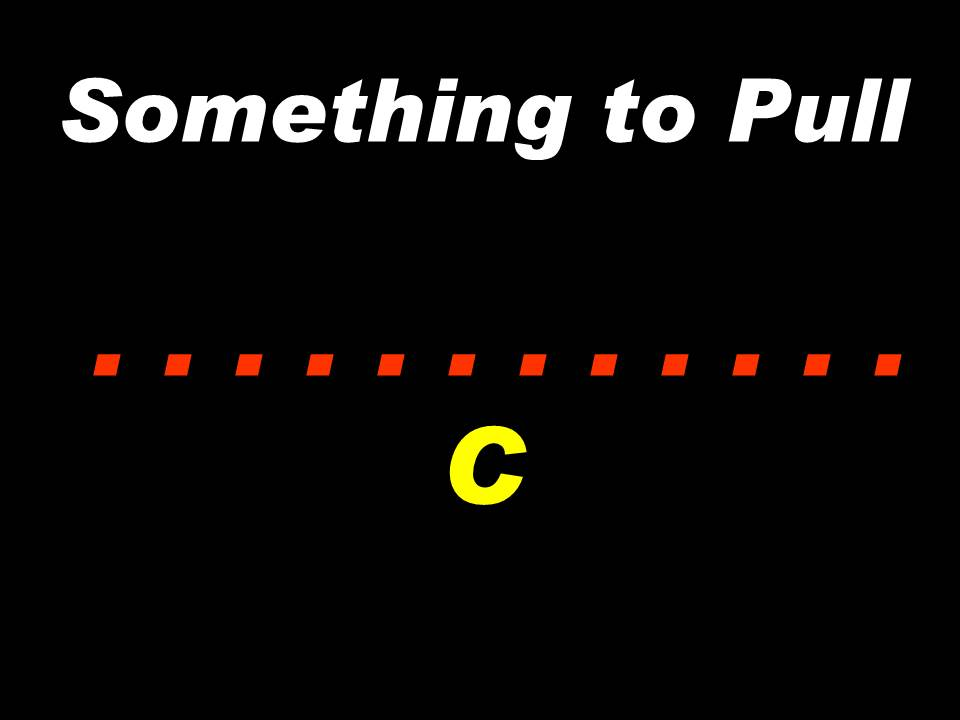 Something to Pull
. . . . . . . . . . . .
C